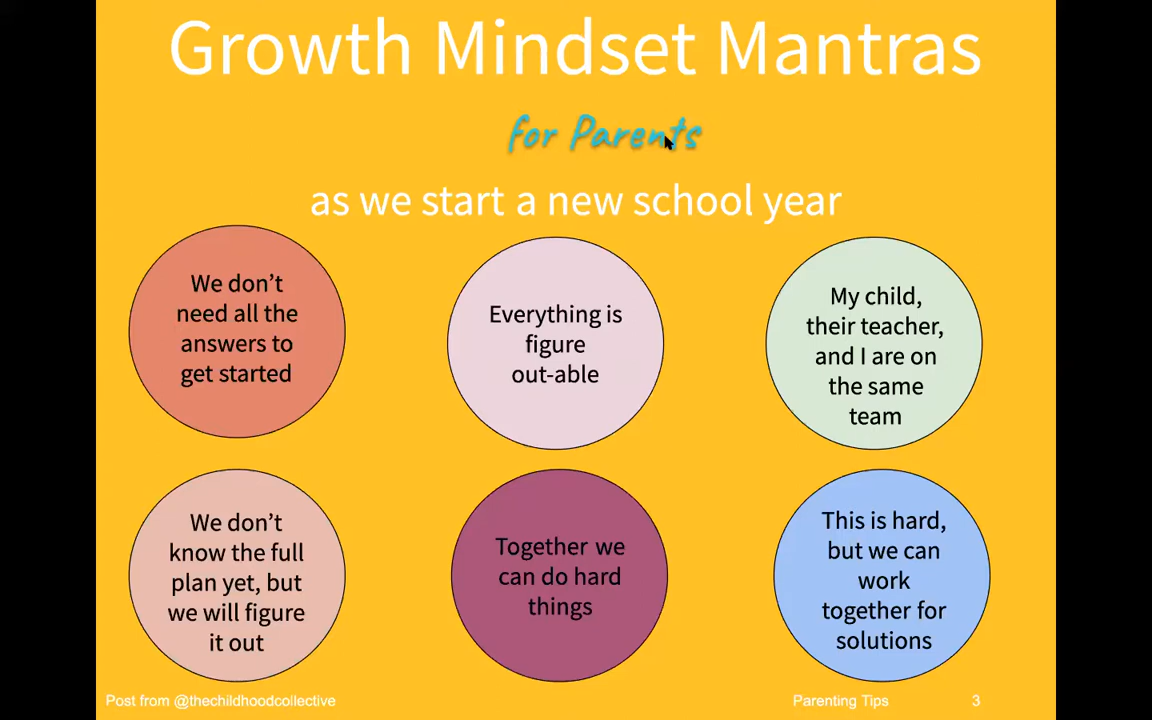 Growth Mindset Mantras
for Parents
as we start a new school year
We don’t
need all the
answers to
get started
Everything is
figure
out-able
My child,
their teacher,
and I are on
the same
team
We don’t
know the full
plan yet, but
we will figure
it out
Together we
can do hard
things
This is hard,
but we can
work
together for
solutions
Post from @thechildhoodcollective
Parenting Tips
3